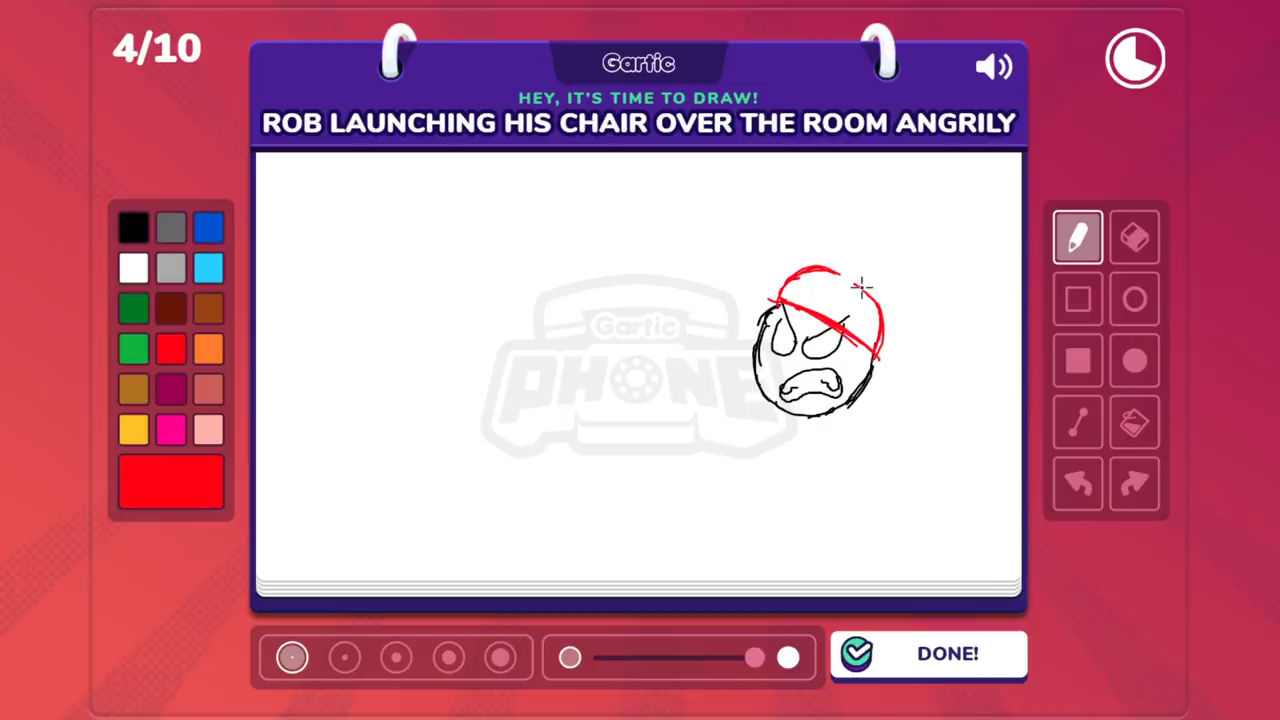 4/10
Gartic
HEY, IT'S TIME TO DRAW!
ROB LAUNCHING HIS CHAIR OVER THE ROOM ANGRILY
Gartic
PHONE
DONE!